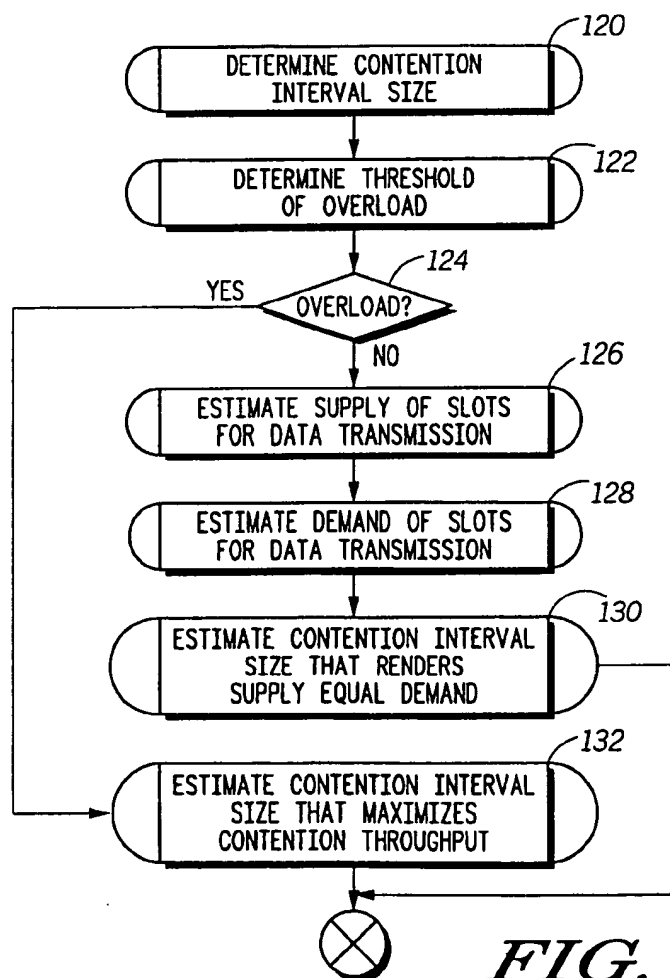 120
DETERMINE CONTENTION
INTERVAL SIZE
122
DETERMINE THRESHOLD
OF OVERLOAD
124
YES
OVERLOAD?
NO
126
ESTIMATE SUPPLY OF SLOTS
FOR DATA TRANSMISSION
128
ESTIMATE DEMAND OF SLOTS
FOR DATA TRANSMISSION
130
ESTIMATE CONTENTION INTERVAL
SIZE THAT RENDERS
SUPPLY EQUAL DEMAND
132
ESTIMATE CONTENTION INTERVAL
SIZE THAT MAXIMIZES
CONTENTION THROUGHPUT
FIG.